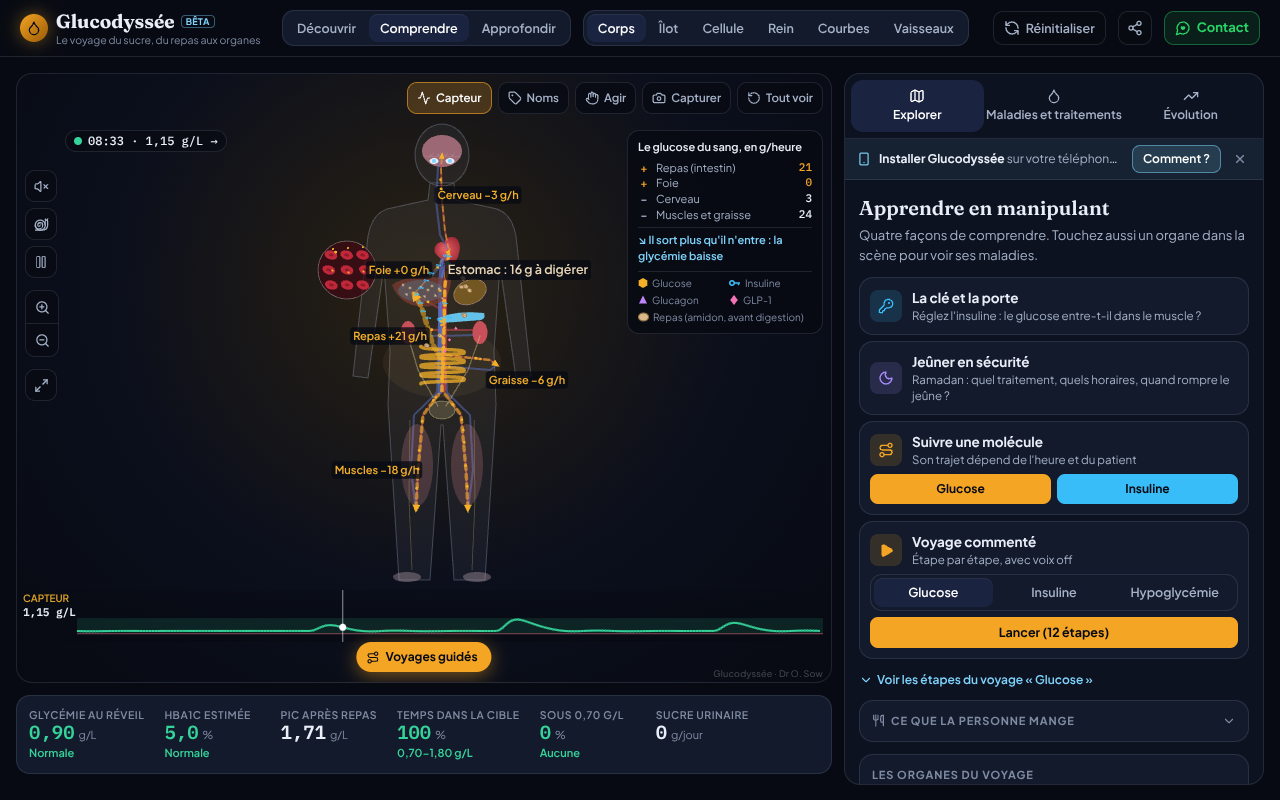 Glucodyssée BÊTA
Le voyage du sucre, du repas aux organes
Découvrir Comprendre Approfondir
Corps Îlot Cellule Rein Courbes Vaisseaux
Réinitialiser
Contact
Capteur Noms Agir Capturer Tout voir
08:33 · 1,15 g/L →
Le glucose du sang, en g/heure
+ Repas (intestin) 21
+ Foie 0
− Cerveau 3
− Muscles et graisse 24
↘ Il sort plus qu'il n'entre : la
glycémie baisse
Glucose Insuline
Glucagon GLP-1
Repas (amidon, avant digestion)
Cerveau −3 g/h
Foie +0 g/h
Estomac : 16 g à digérer
Repas +21 g/h
Graisse −6 g/h
Muscles −18 g/h
CAPTEUR
1,15 g/L
Voyages guidés
Glucodyssée · Dr O. Sow
GLYCÉMIE AU RÉVEIL
0,90 g/L
Normale
HBA1C ESTIMÉE
5,0 %
Normale
PIC APRÈS REPAS
1,71 g/L
TEMPS DANS LA CIBLE
100 %
0,70–1,80 g/L
SOUS 0,70 G/L
0 %
Aucune
SUCRE URINAIRE
0 g/jour
Explorer Maladies et traitements Évolution
Installer Glucodyssée sur votre téléphon…
Comment ?
Apprendre en manipulant
Quatre façons de comprendre. Touchez aussi un organe dans la
scène pour voir ses maladies.
La clé et la porte
Réglez l'insuline : le glucose entre-t-il dans le muscle ?
Jeûner en sécurité
Ramadan : quel traitement, quels horaires, quand rompre le
jeûne ?
Suivre une molécule
Son trajet dépend de l'heure et du patient
Glucose Insuline
Voyage commenté
Étape par étape, avec voix off
Glucose Insuline Hypoglycémie
Lancer (12 étapes)
Voir les étapes du voyage « Glucose »
CE QUE LA PERSONNE MANGE
LES ORGANES DU VOYAGE